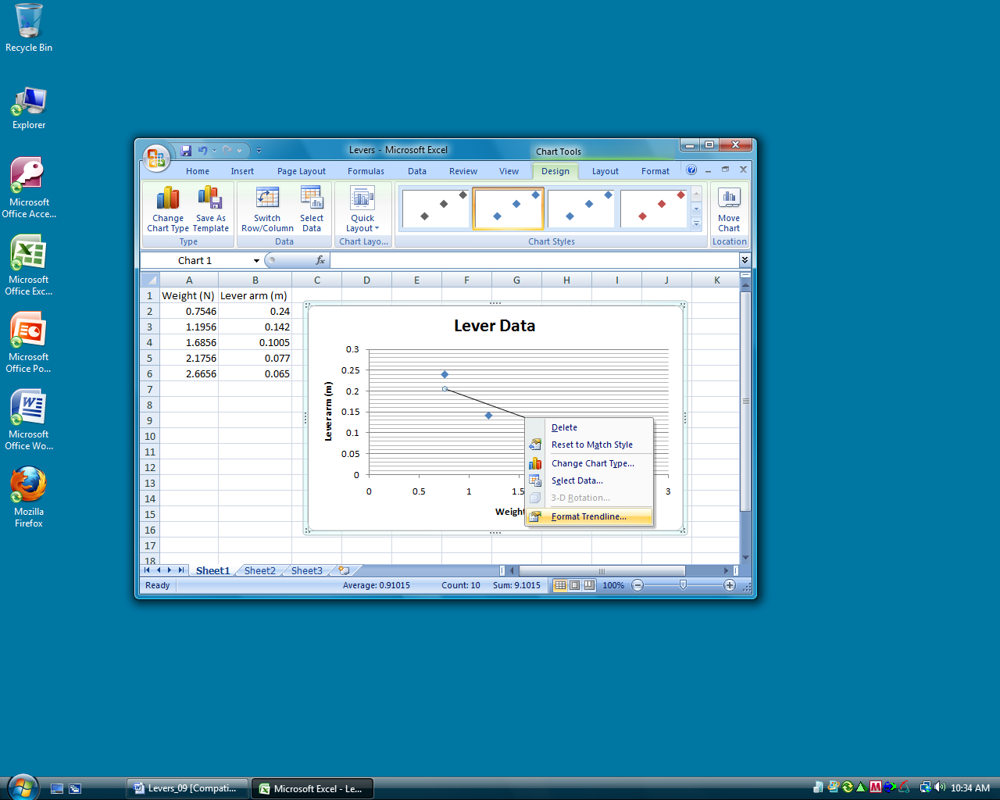 Recycle Bin
Explorer
Microsoft
Office Acce...
Microsoft
Office Exc...
Microsoft
Office Po...
Microsoft
Office Wo...
Mozilla
Firefox
Levers - Microsoft Excel
Chart Tools
Home Insert Page Layout Formulas Data Review View Design Layout Format
Change
Chart Type
Save As
Template
Switch
Row/Column
Select
Data
Quick
Layout
Move
Chart
Type Data Chart Layo... Chart Styles Location
Chart 1 fx
A B C D E F G H I J K
1 Weight (N) Lever arm (m)
2 0.7546 0.24
3 1.1956 0.142
4 1.6856 0.1005
5 2.1756 0.077
6 2.6656 0.065
7
8
9
10
11
12
13
14
15
16
17
18
Lever Data
Lever arm (m)
0.3
0.25
0.2
0.15
0.1
0.05
0
0 0.5 1 1.5 3
Weight
Delete
Reset to Match Style
Change Chart Type...
Select Data...
3-D Rotation...
Format Trendline...
Sheet1 Sheet2 Sheet3
Ready Average: 0.91015 Count: 10 Sum: 9.1015 100%
Levers_09 [Compati... Microsoft Excel - Le... M 10:34 AM